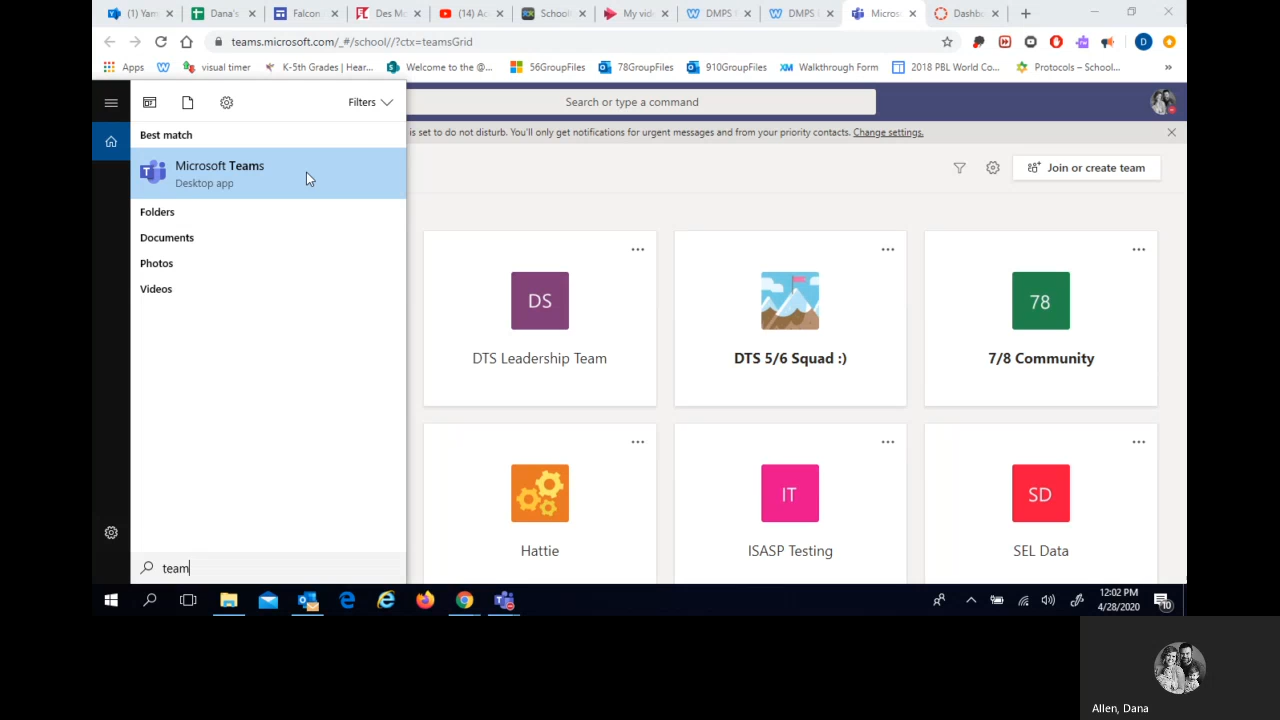 (1) Yam
Dana's
Falcon
Des Me
(14) Ac
Schoolf
My vide
DMPS
DMPS
Micros
Dashb
teams.microsoft.com/_#/school//?ctx=teamsGrid
D
Apps
visual timer
K-5th Grades | Hear...
Welcome to the @...
56GroupFiles
78GroupFiles
910GroupFiles
XM Walkthrough Form
2018 PBL World Co...
Protocols – School...
»
Filters
Search or type a command
Best match
is set to do not disturb. You'll only get notifications for urgent messages and from your priority contacts. Change settings.
Microsoft Teams
Desktop app
Join or create team
Folders
Documents
Photos
Videos
DS
78
DTS Leadership Team
DTS 5/6 Squad :)
7/8 Community
IT
SD
Hattie
ISASP Testing
SEL Data
team
12:02 PM
4/28/2020
10
Allen, Dana